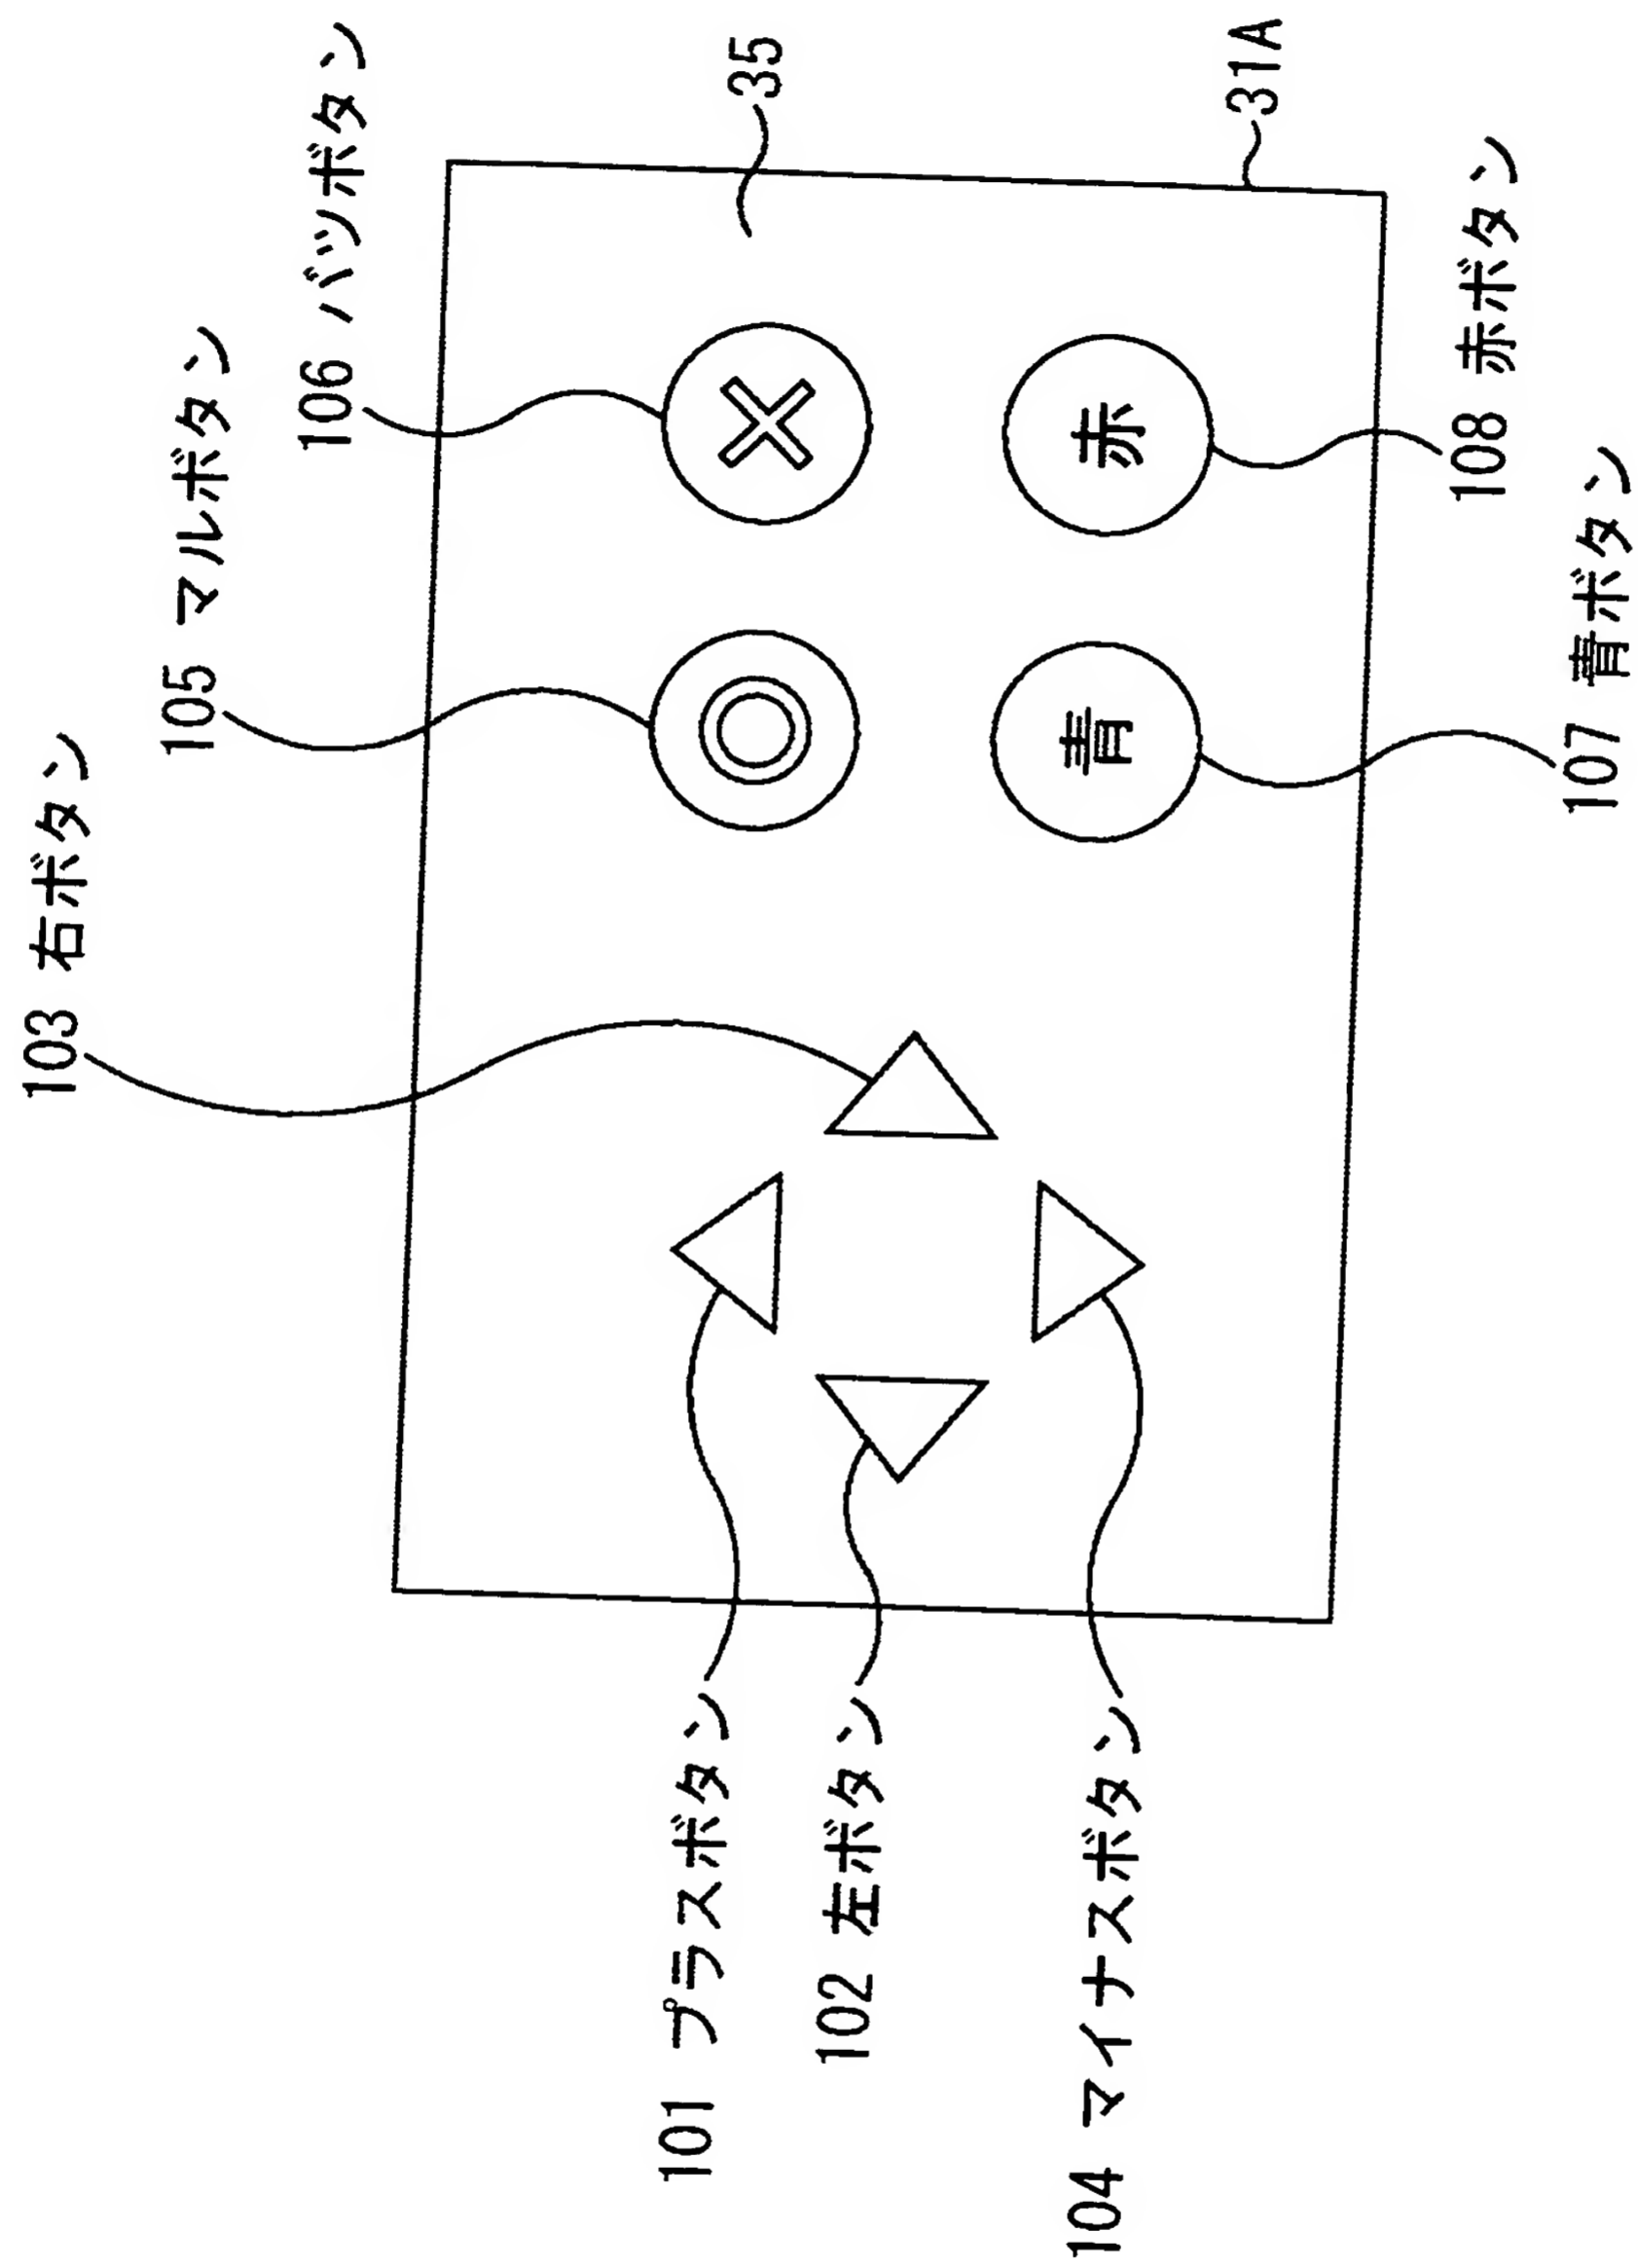 103 右ボタン
105 マルボタン
106 バツボタン
35
31A
赤
青
101 プラスボタン
102 左ボタン
104 マイナスボタン
108 赤ボタン
107 青ボタン